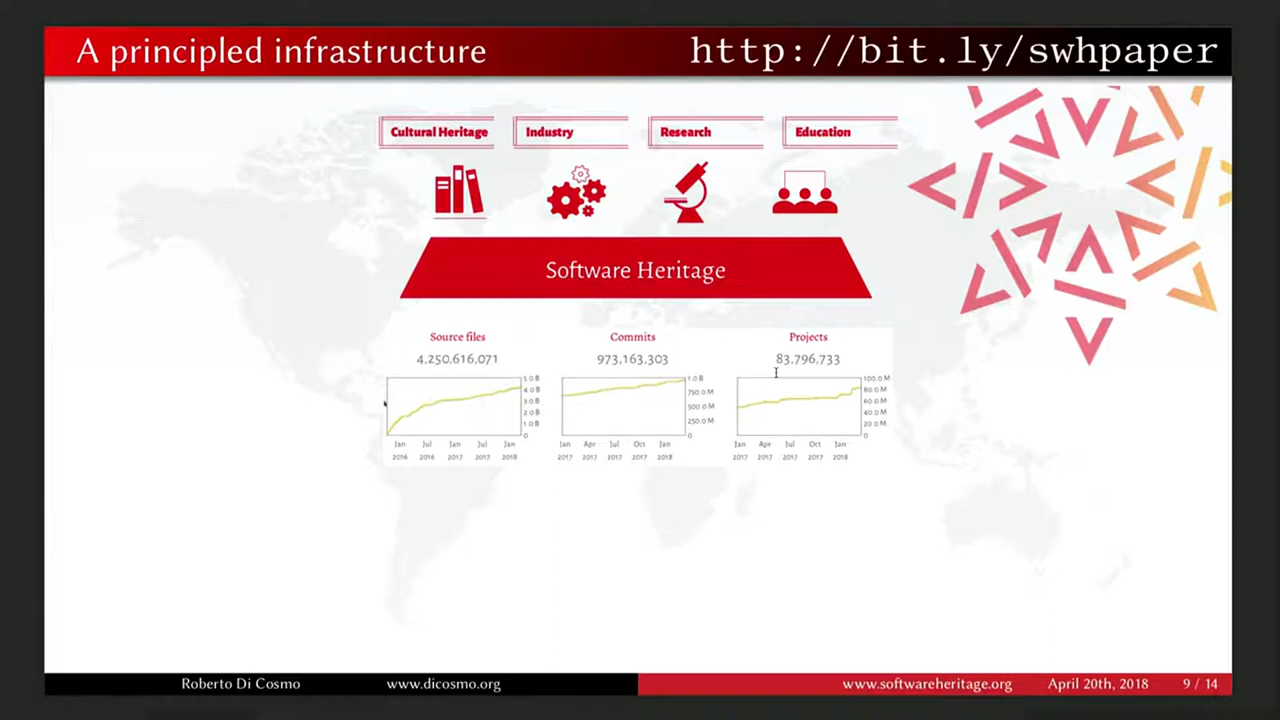 A principled infrastructure
http://bit.ly/swhpaper
Cultural Heritage
Industry
Research
Education
Software Heritage
Source files
4.250.616.071
5.0 B
4.0 B
3.0 B
2.0 B
1.0 B
0
Jan Jul Jan Jul Jan
2016 2016 2017 2017 2018
Commits
973.163.303
1.0 B
750.0 M
500.0 M
250.0 M
0
Jan Apr Jul Oct Jan
2017 2017 2017 2017 2018
Projects
83.796.733
100.0 M
80.0 M
60.0 M
40.0 M
20.0 M
0
Jan Apr Jul Oct Jan
2017 2017 2017 2017 2018
Roberto Di Cosmo www.dicosmo.org www.softwareheritage.org April 20th, 2018 9 / 14